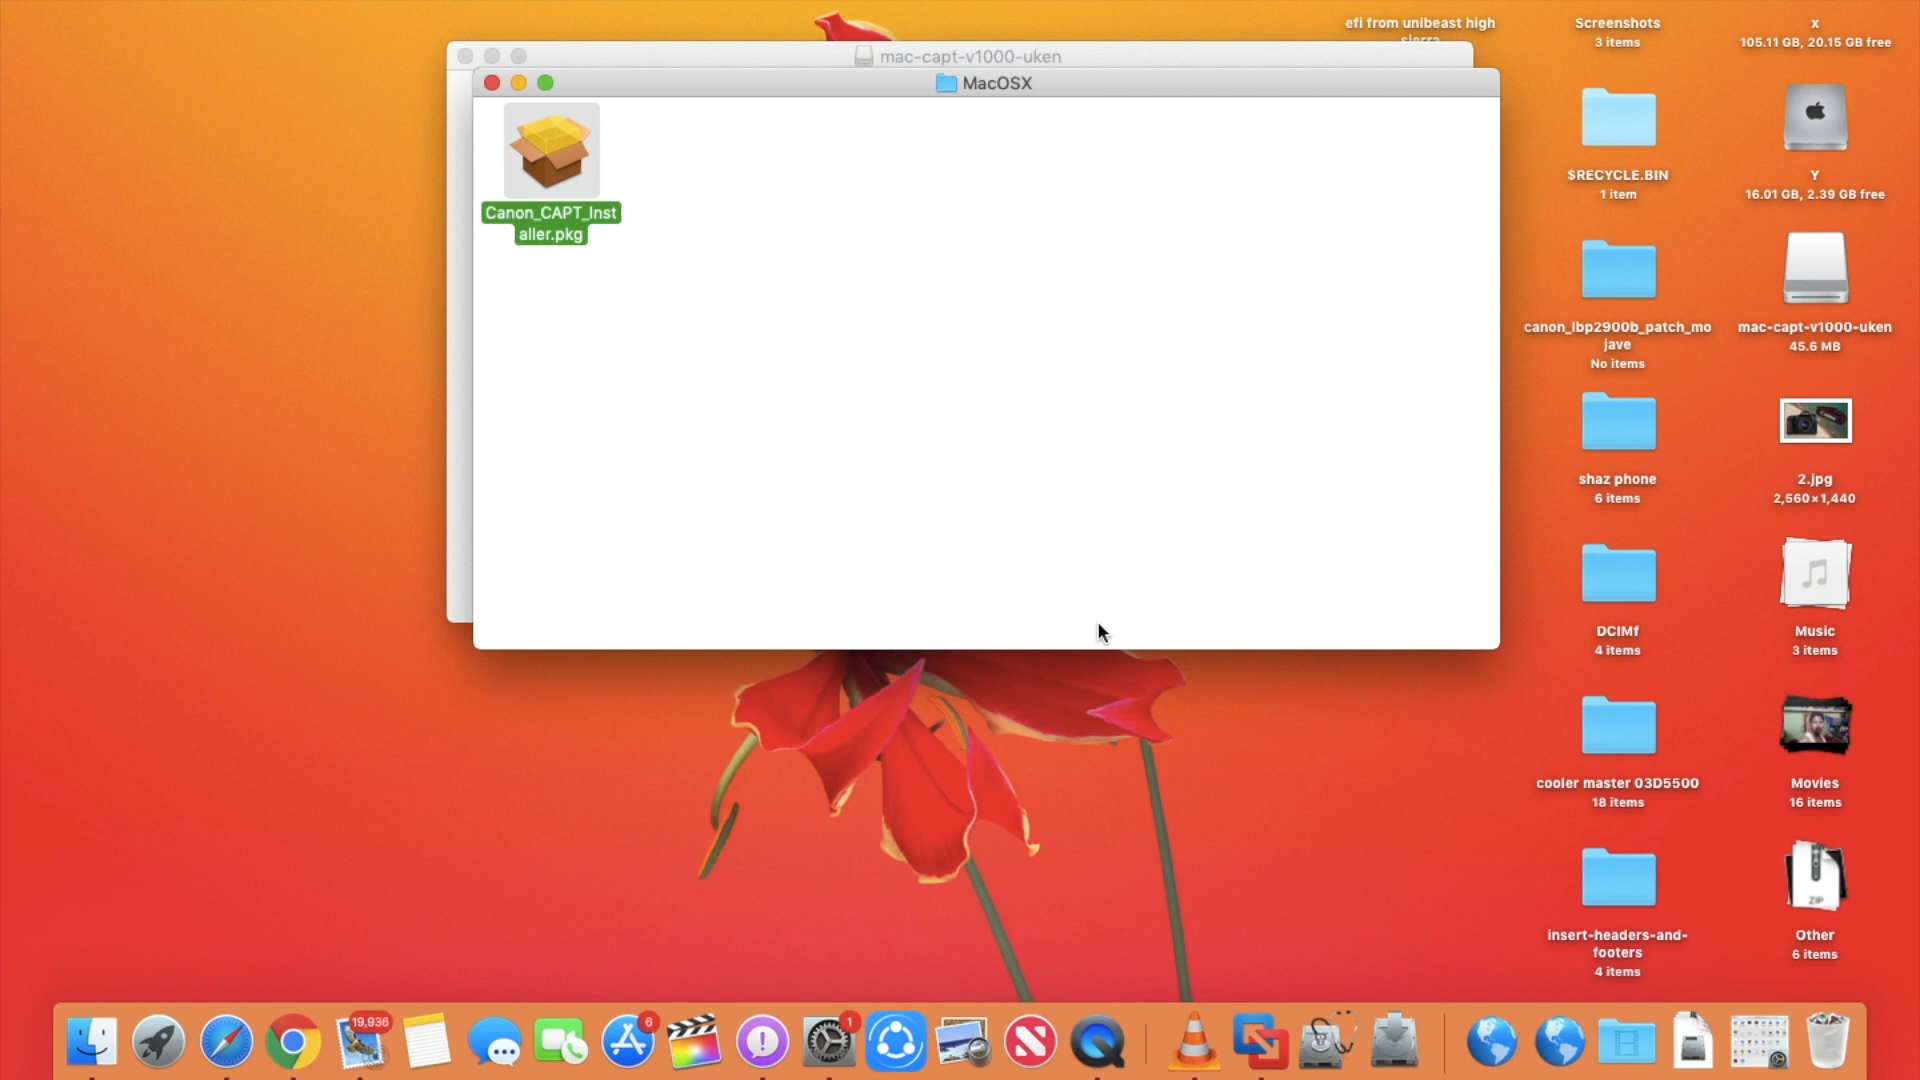 efi from unibeast high
sierra
Screenshots
3 items
x
105.11 GB, 20.15 GB free
mac-capt-v1000-uken
MacOSX
Canon_CAPT_Inst
aller.pkg
$RECYCLE.BIN
1 item
Y
16.01 GB, 2.39 GB free
canon_lbp2900b_patch_mo
jave
No items
mac-capt-v1000-uken
45.6 MB
shaz phone
6 items
2.jpg
2,560×1,440
DCIMf
4 items
Music
3 items
cooler master 03D5500
18 items
Movies
16 items
insert-headers-and-
footers
4 items
ZIP
Other
6 items
19,936
6
1